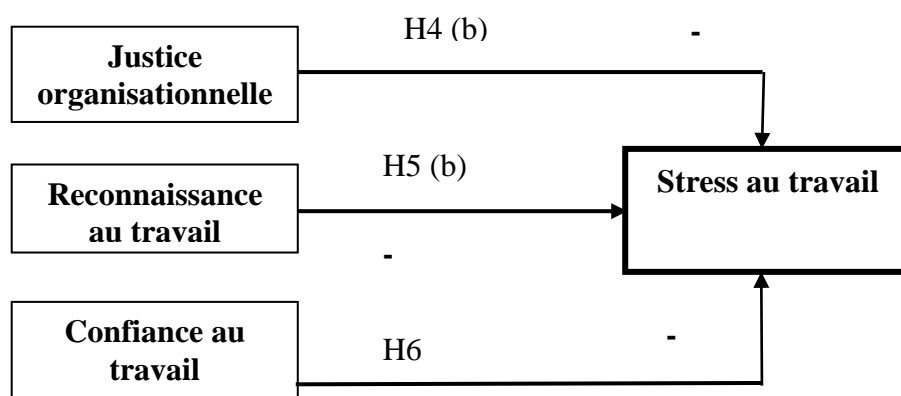 H4 (b) -
Justice
organisationnelle
H5 (b)
Reconnaissance
au travail
-
Stress au travail
Confiance au
travail
H6 -